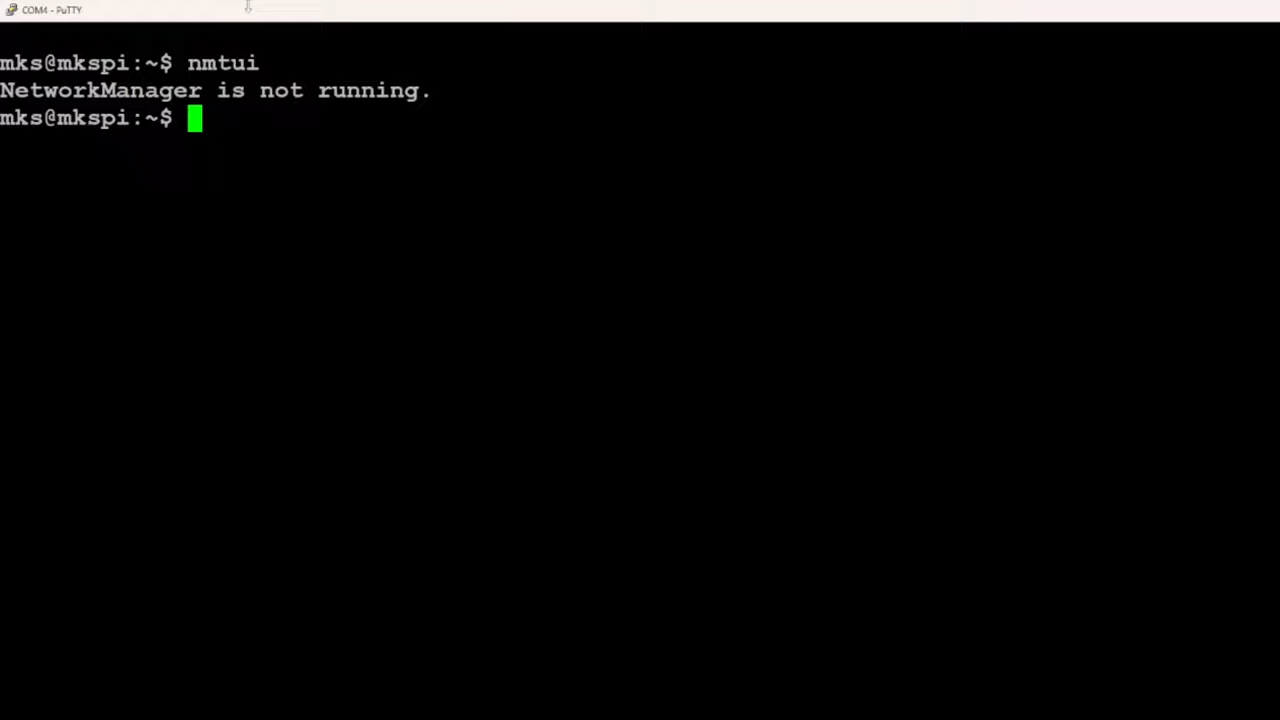 COM4 - PuTTY
mks@mkspi:~$ nmtui
NetworkManager is not running.
mks@mkspi:~$